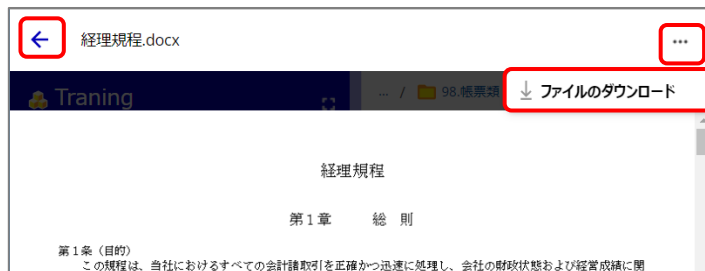 経理規程.docx
...
Traning
... / 98.帳票類
ファイルのダウンロード
経理規程
第1章 総 則
第1条（目的）
この規程は、当社におけるすべての会計諸取引を正確かつ迅速に処理し、会社の財政状態および経営成績に関